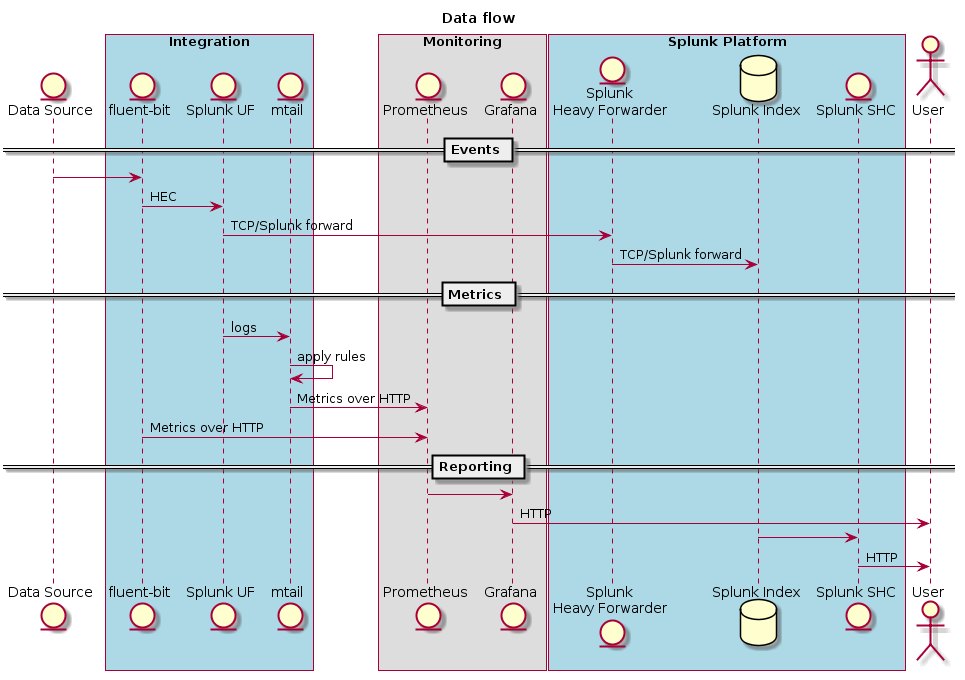 Data flow
Integration
Monitoring
Splunk Platform
Data Source
fluent-bit
Splunk UF
mtail
Prometheus
Grafana
Splunk
Heavy Forwarder
Splunk Index
Splunk SHC
User
Events
HEC
TCP/Splunk forward
TCP/Splunk forward
Metrics
logs
apply rules
Metrics over HTTP
Metrics over HTTP
Reporting
HTTP
HTTP
Data Source
fluent-bit
Splunk UF
mtail
Prometheus
Grafana
Splunk
Heavy Forwarder
Splunk Index
Splunk SHC
User